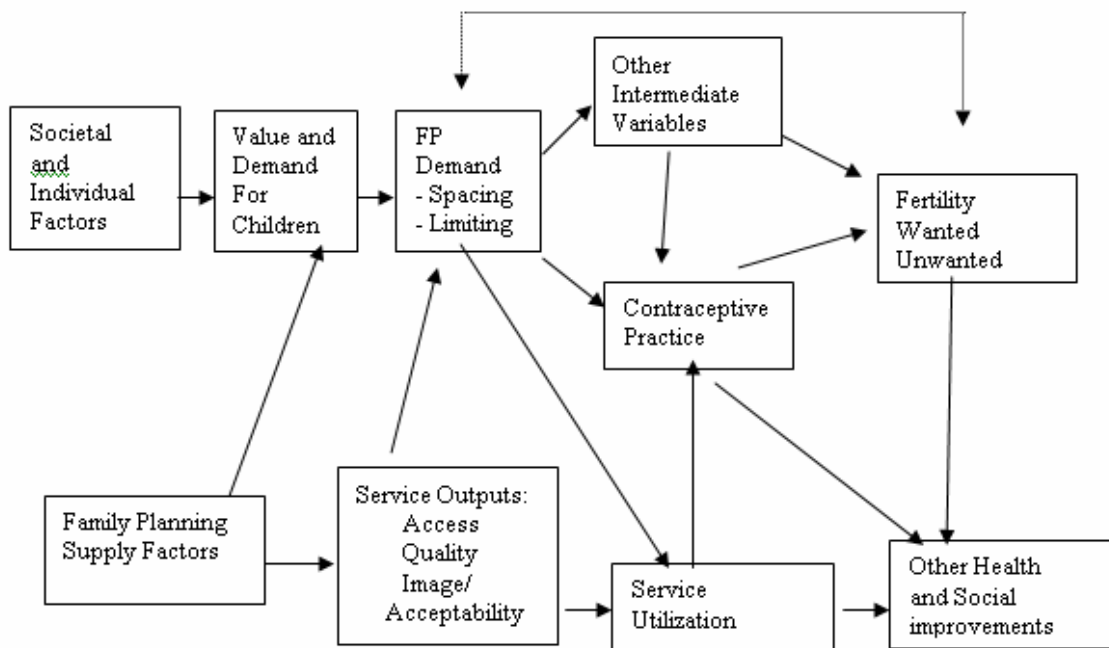 Societal
and
Individual
Factors
Value and
Demand
For
Children
FP
Demand
- Spacing
- Limiting
Other
Intermediate
Variables
Fertility
Wanted
Unwanted
Contraceptive
Practice
Family Planning
Supply Factors
Service Outputs:
Access
Quality
Image/
Acceptability
Service
Utilization
Other Health
and Social
improvements